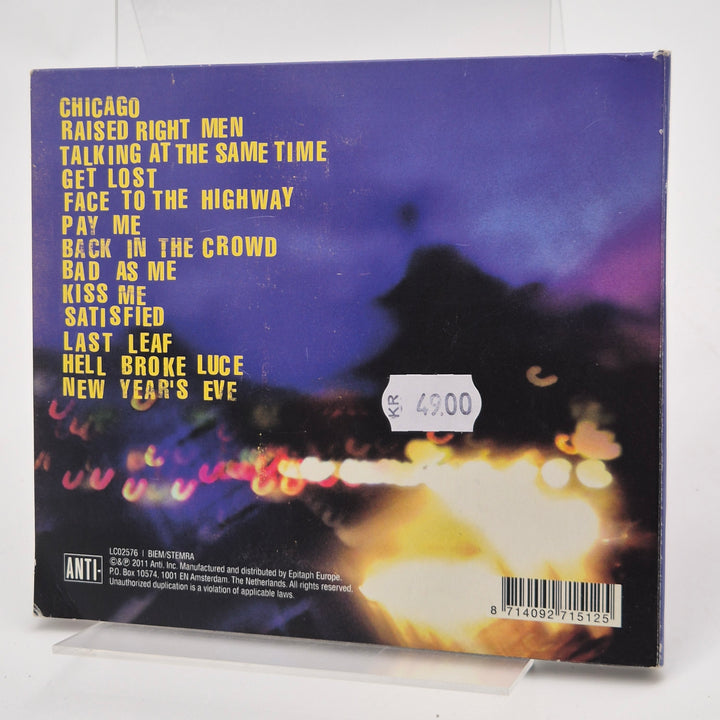 CHICAGO
RAISED RIGHT MEN
TALKING AT THE SAME TIME
GET LOST
FACE TO THE HIGHWAY
PAY ME
BACK IN THE CROWD
BAD AS ME
KISS ME
SATISFIED
LAST LEAF
HELL BROKE LUCE
NEW YEAR'S EVE
KR 49.00
ANTI-
LC02576 | BIEM/STEMRA
©&℗ 2011 Anti, Inc. Manufactured and distributed by Epitaph Europe.
P.O. Box 10574, 1001 EN Amsterdam. The Netherlands. All rights reserved.
Unauthorized duplication is a violation of applicable laws.
8 714092 715125